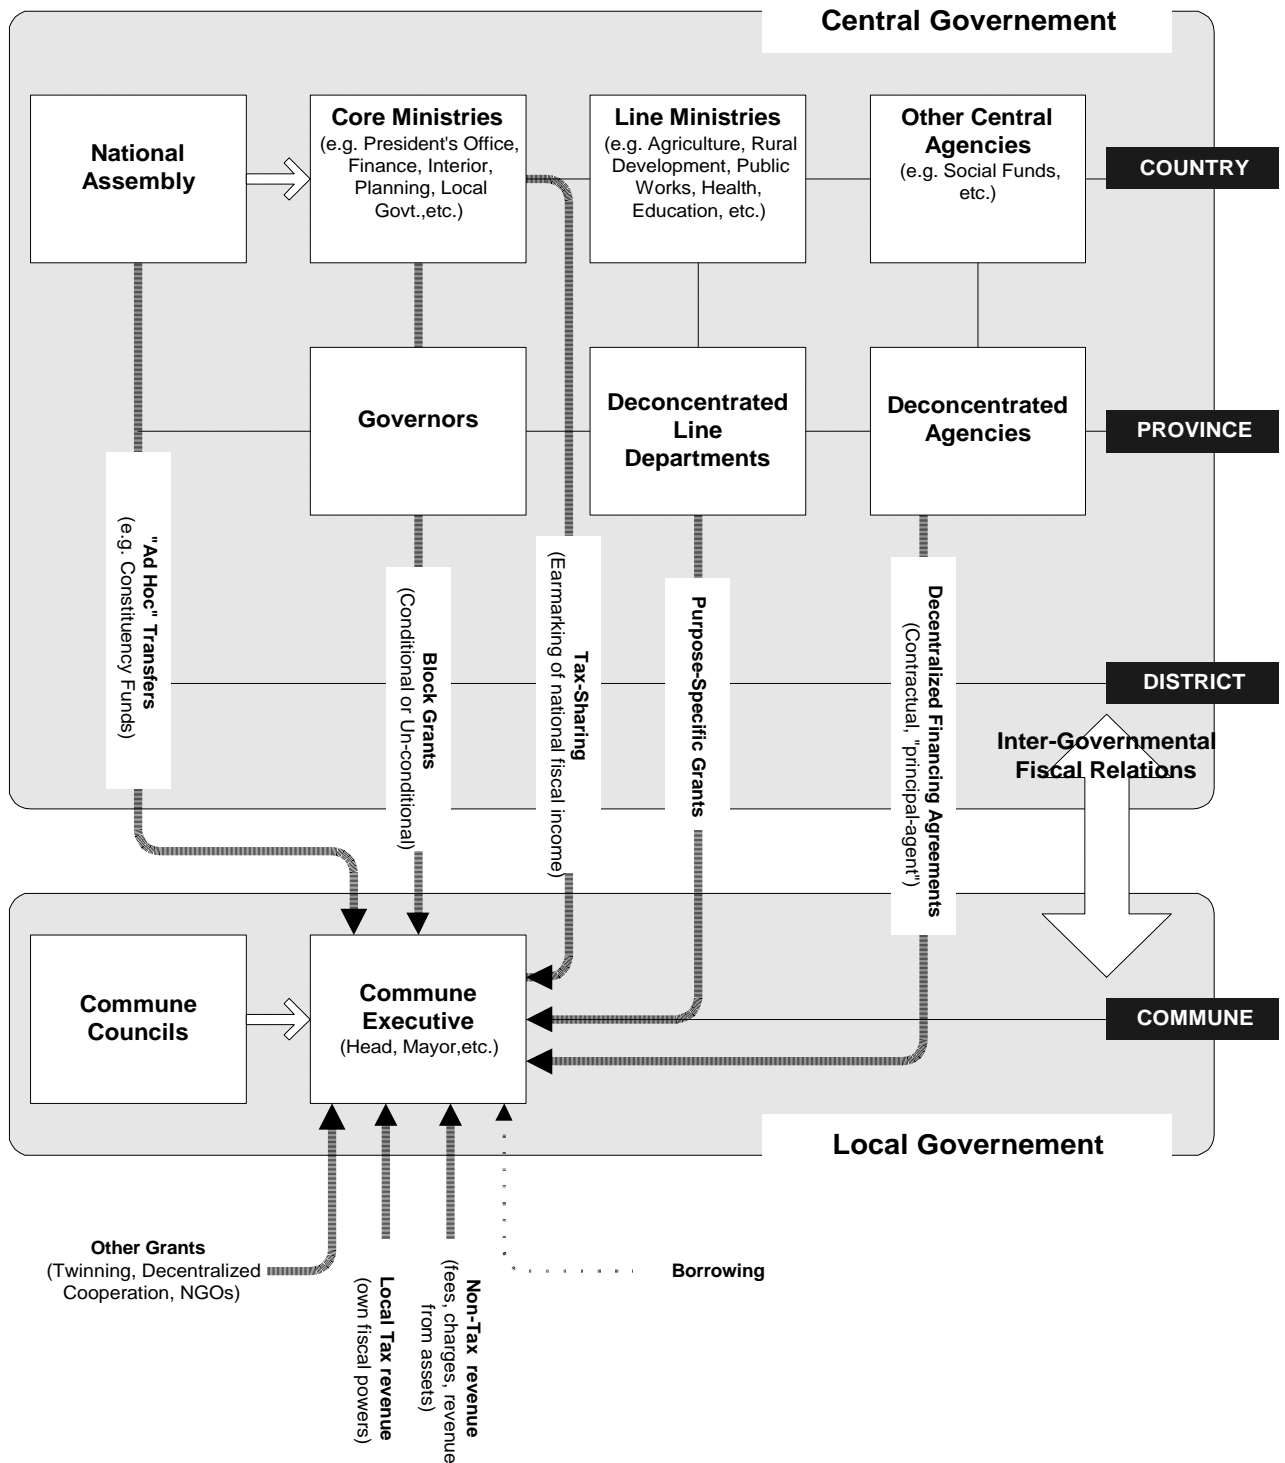 Central Governement
National
Assembly
Core Ministries
(e.g. President's Office,
Finance, Interior,
Planning, Local
Govt.,etc.)
Line Ministries
(e.g. Agriculture, Rural
Development, Public
Works, Health,
Education, etc.)
Other Central
Agencies
(e.g. Social Funds,
etc.)
COUNTRY
Governors
Deconcentrated
Line
Departments
Deconcentrated
Agencies
PROVINCE
"Ad Hoc" Transfers
(e.g. Constituency Funds)
Block Grants
(Conditional or Un-conditional)
Tax-Sharing
(Earmarking of national fiscal income)
Purpose-Specific Grants
Decentralized Financing Agreements
(Contractual, "principal-agent")
DISTRICT
Inter-Governmental
Fiscal Relations
Commune
Councils
Commune
Executive
(Head, Mayor,etc.)
COMMUNE
Local Governement
Other Grants
(Twinning, Decentralized
Cooperation, NGOs)
Local Tax revenue
(own fiscal powers)
Non-Tax revenue
(fees, charges, revenue
from assets)
Borrowing